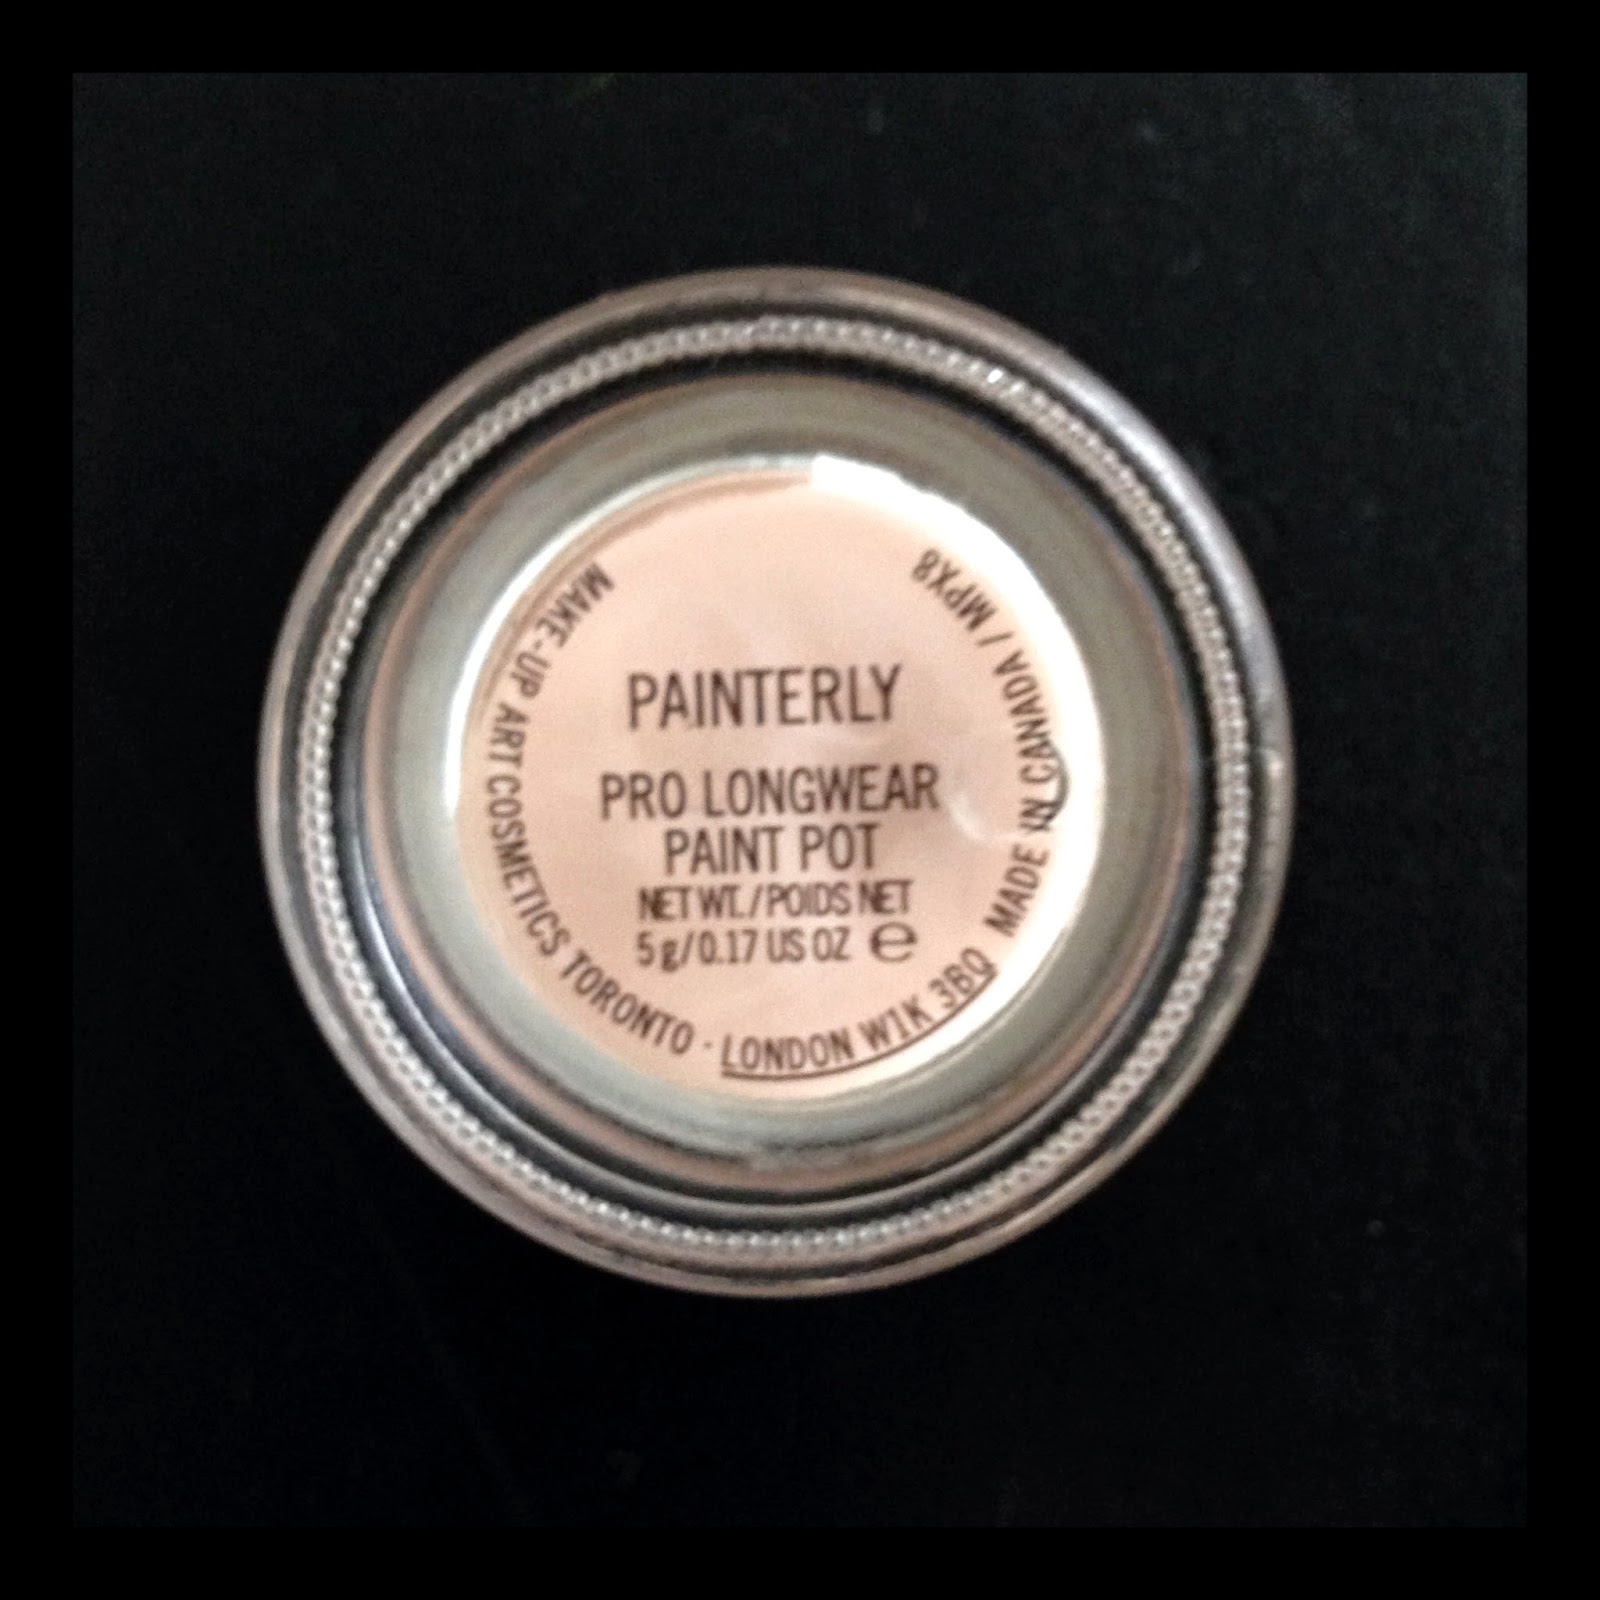 PAINTERLY
PRO LONGWEAR
PAINT POT
NET WT./POIDS NET
5 g/0.17 US OZ ℮
MAKE-UP ART COSMETICS TORONTO · LONDON W1K 3BQ MADE IN CANADA / MPX8